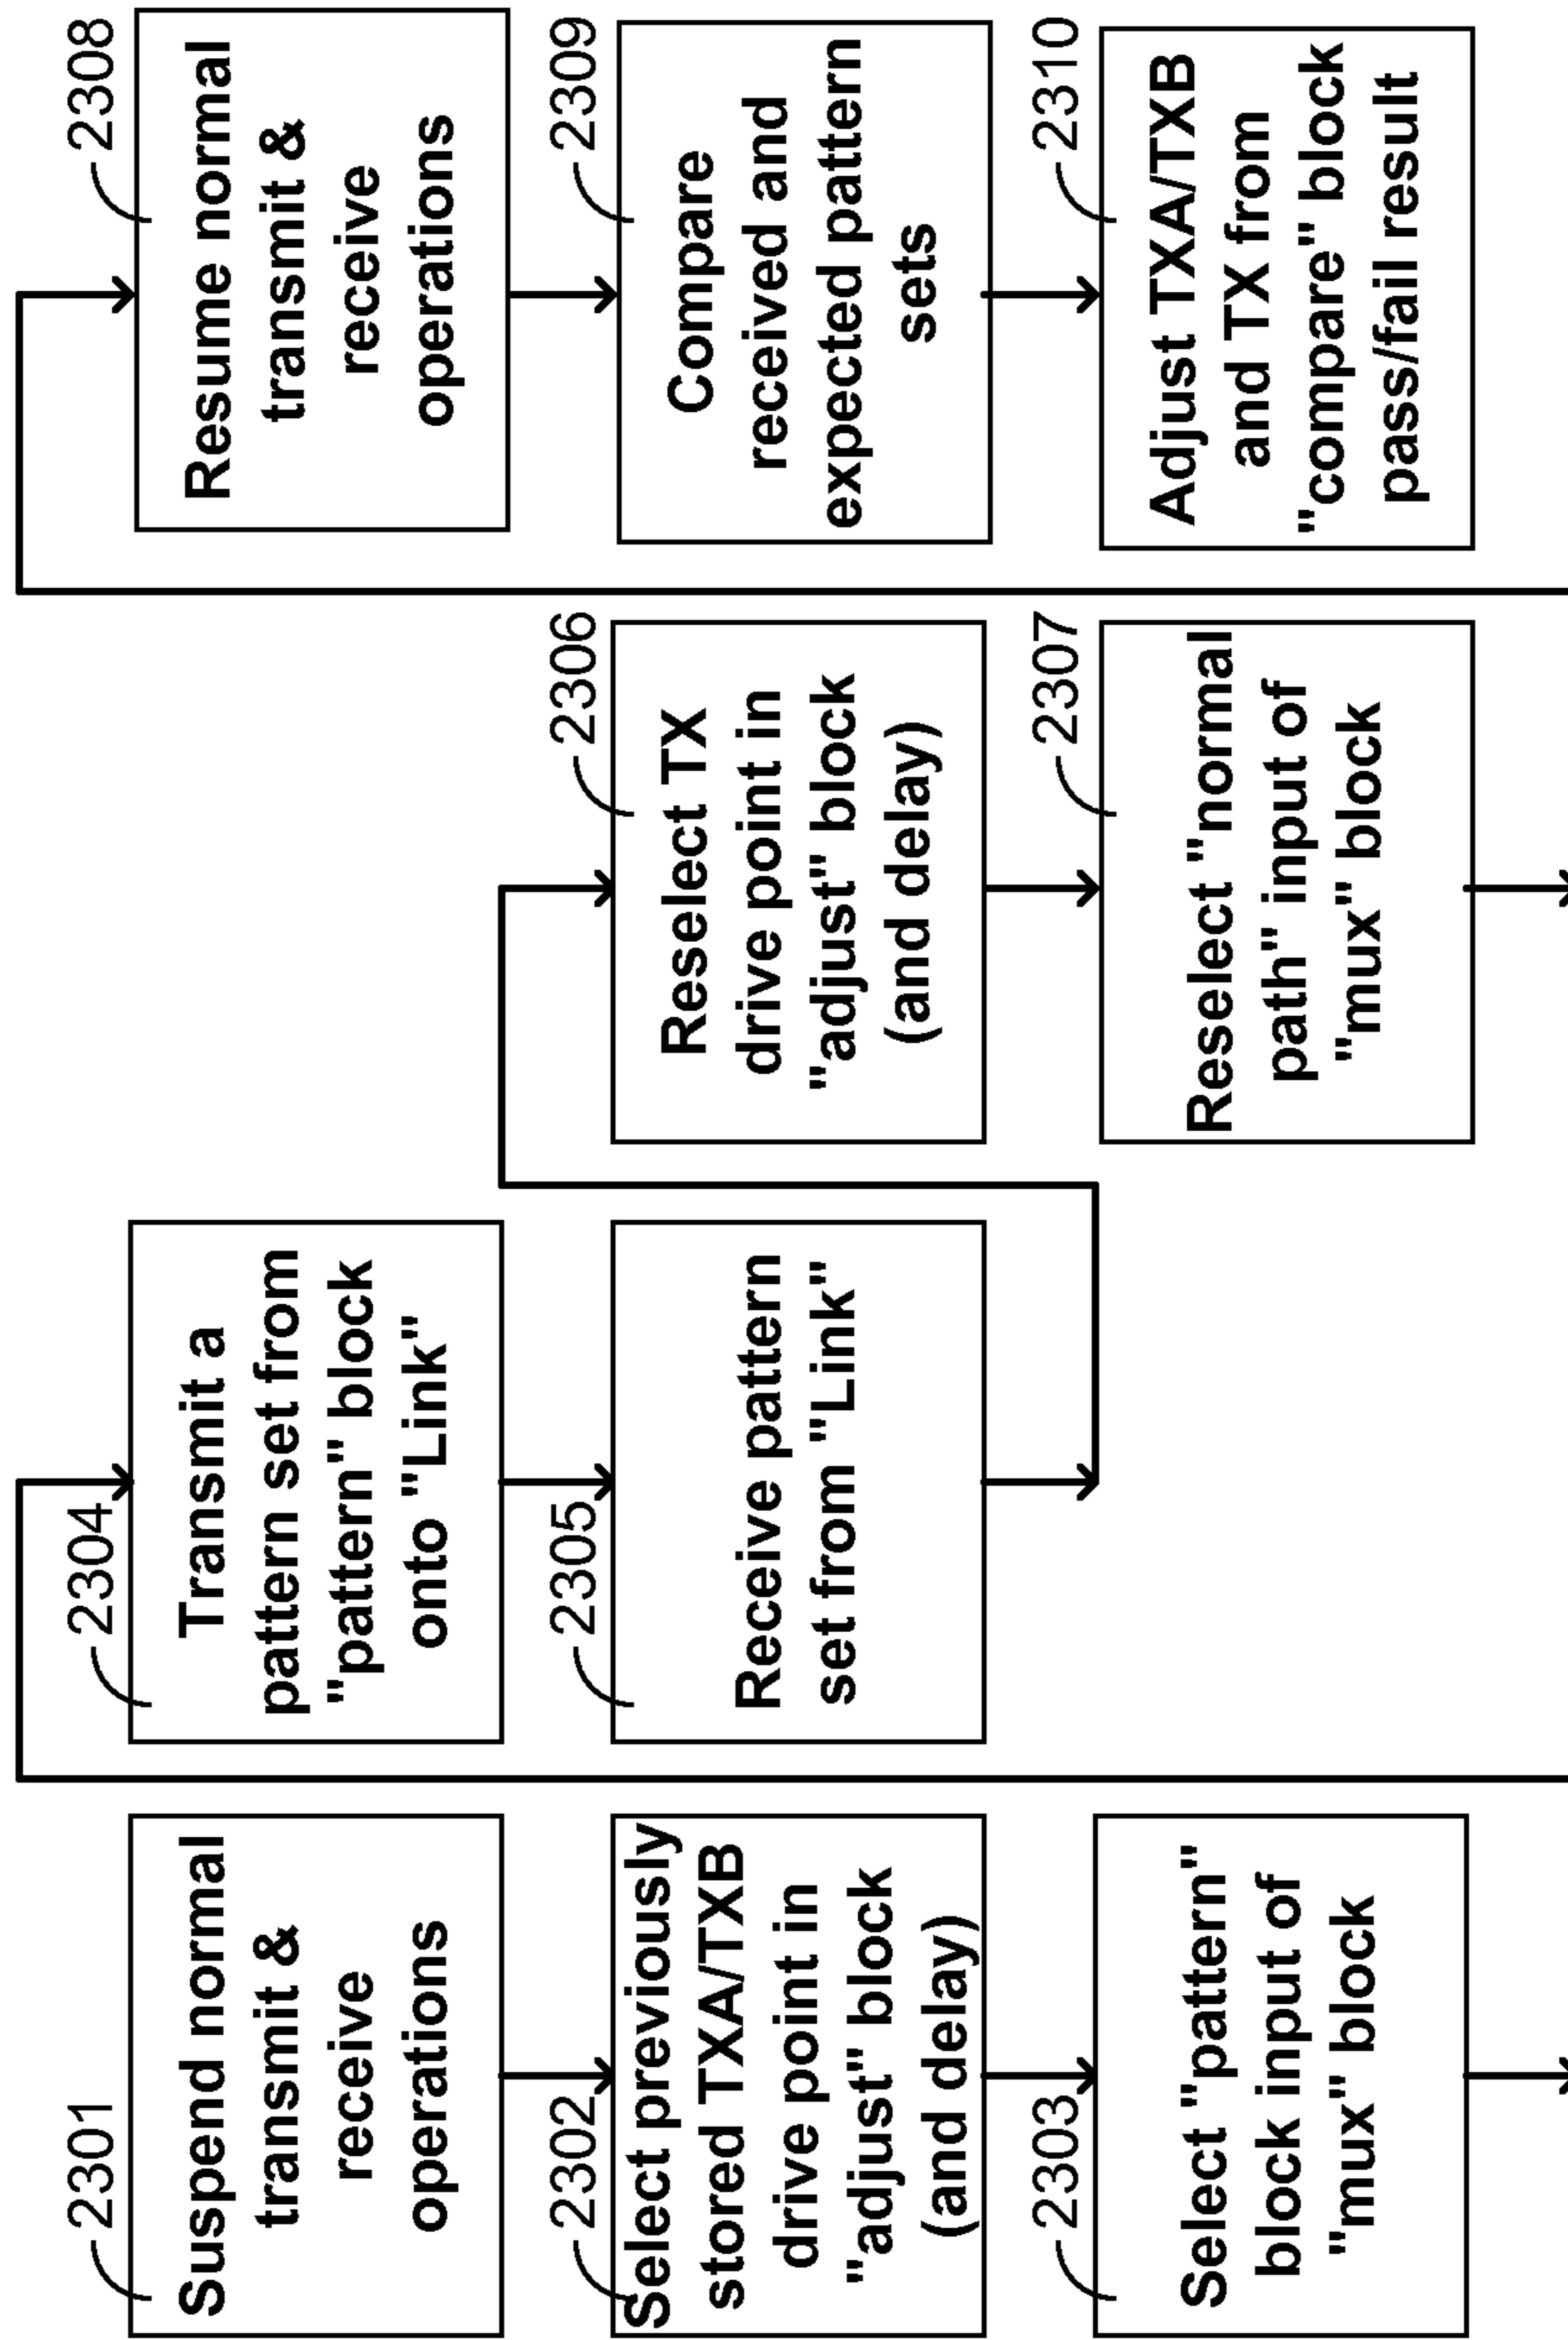 2301
Suspend normal
transmit &
receive
operations
2302
Select previously
stored TXA/TXB
drive point in
"adjust" block
(and delay)
2303
Select "pattern"
block input of
"mux" block
2304
Transmit a
pattern set from
"pattern" block
onto "Link"
2305
Receive pattern
set from "Link"
2306
Reselect TX
drive point in
"adjust" block
(and delay)
2307
Reselect "normal
path" input of
"mux" block
2308
Resume normal
transmit &
receive
operations
2309
Compare
received and
expected pattern
sets
2310
Adjust TXA/TXB
and TX from
"compare" block
pass/fail result